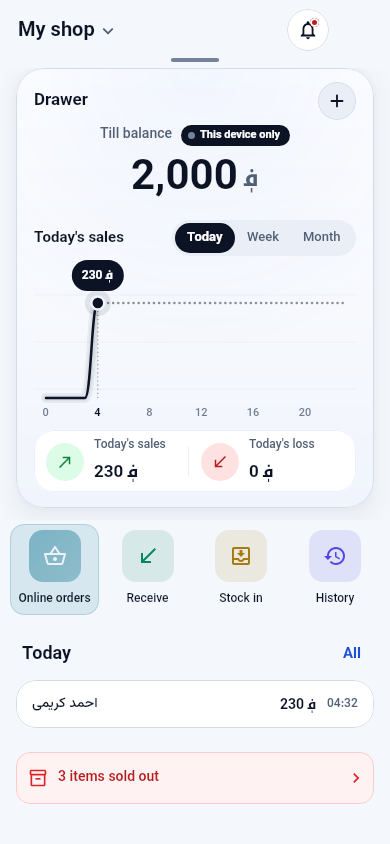 My shop
Drawer
Till balance
This device only
2,000 ؋
Today's sales
Today
Week
Month
230 ؋
0
4
8
12
16
20
Today's sales
230 ؋
Today's loss
0 ؋
Online orders
Receive
Stock in
History
Today
All
احمد کریمی
230 ؋
04:32
3 items sold out